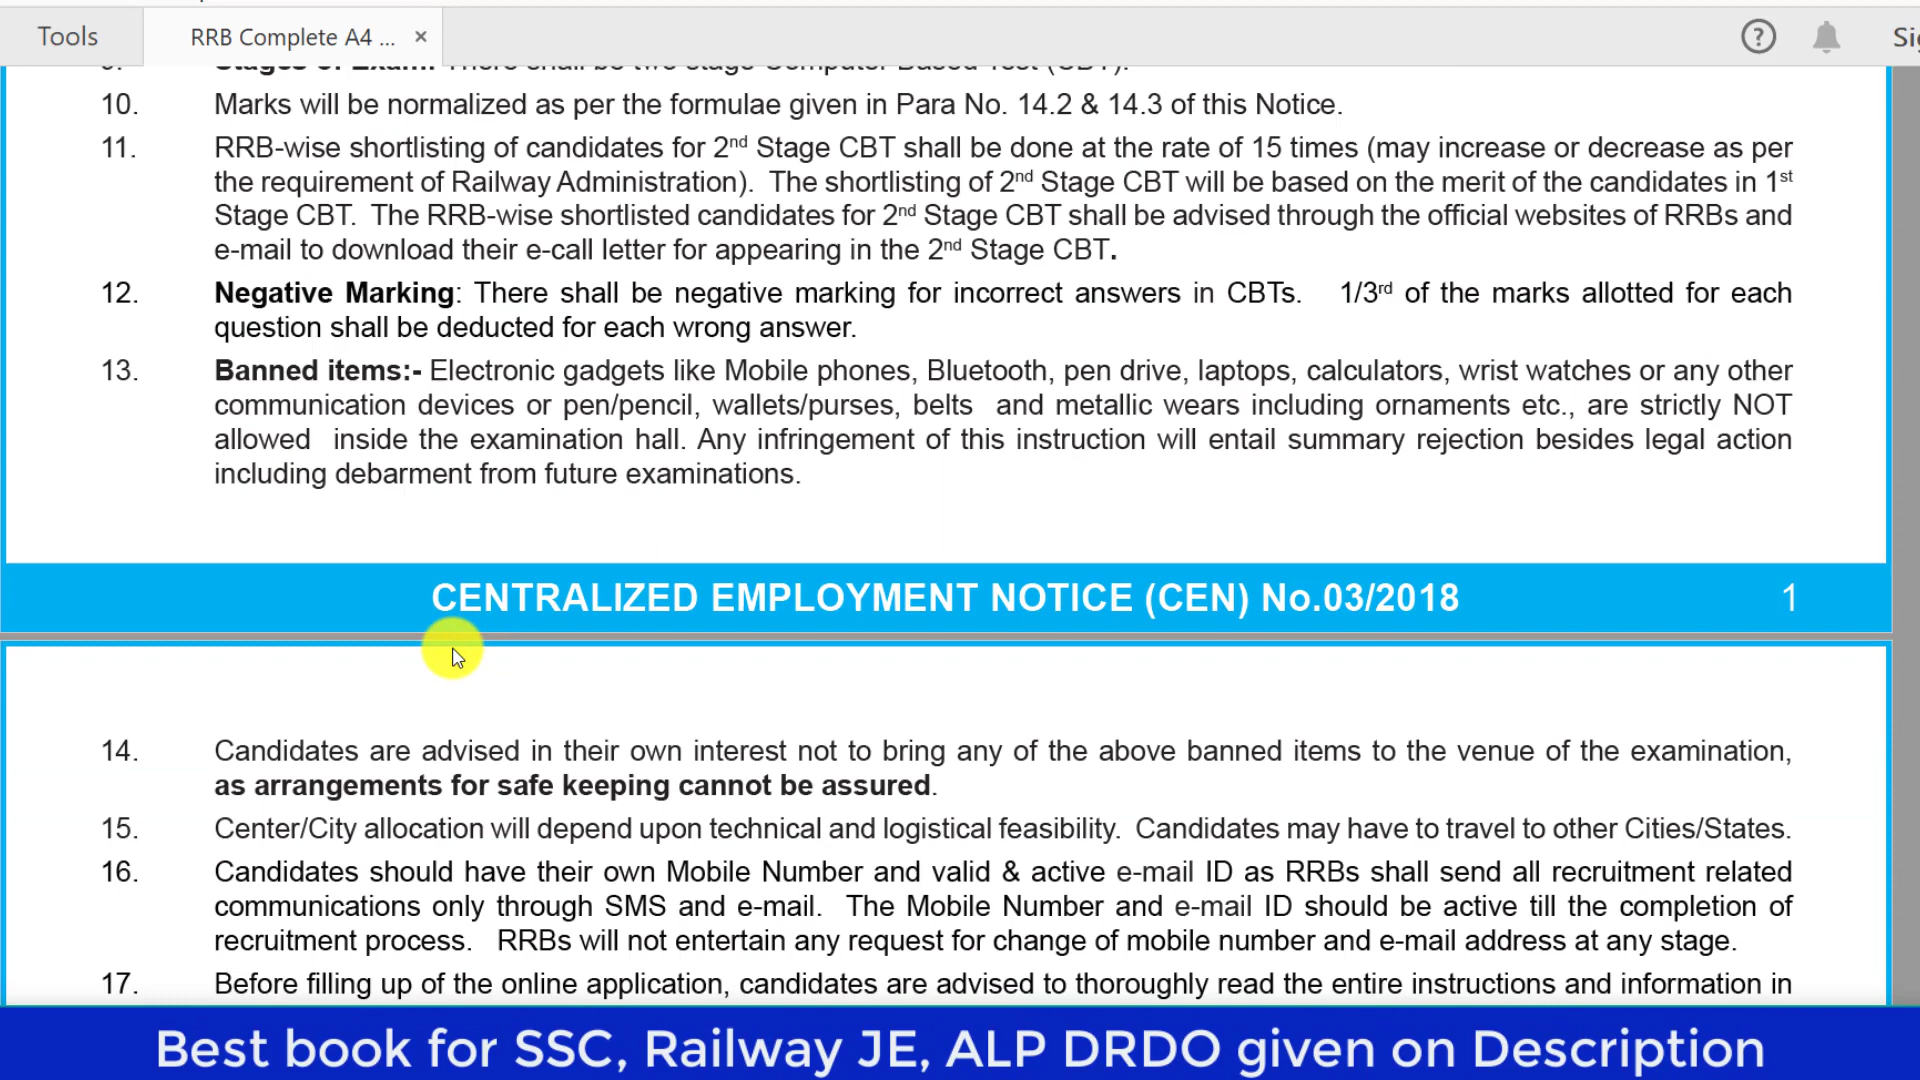 Tools
RRB Complete A4 ... ×
?
9. Stages of Exam: There shall be two stage Computer Based Test (CBT).
10. Marks will be normalized as per the formulae given in Para No. 14.2 & 14.3 of this Notice.
11. RRB-wise shortlisting of candidates for 2nd Stage CBT shall be done at the rate of 15 times (may increase or decrease as per
the requirement of Railway Administration). The shortlisting of 2nd Stage CBT will be based on the merit of the candidates in 1st
Stage CBT. The RRB-wise shortlisted candidates for 2nd Stage CBT shall be advised through the official websites of RRBs and
e-mail to download their e-call letter for appearing in the 2nd Stage CBT.
12. Negative Marking: There shall be negative marking for incorrect answers in CBTs. 1/3rd of the marks allotted for each
question shall be deducted for each wrong answer.
13. Banned items:- Electronic gadgets like Mobile phones, Bluetooth, pen drive, laptops, calculators, wrist watches or any other
communication devices or pen/pencil, wallets/purses, belts and metallic wears including ornaments etc., are strictly NOT
allowed inside the examination hall. Any infringement of this instruction will entail summary rejection besides legal action
including debarment from future examinations.
CENTRALIZED EMPLOYMENT NOTICE (CEN) No.03/2018 1
14. Candidates are advised in their own interest not to bring any of the above banned items to the venue of the examination,
as arrangements for safe keeping cannot be assured.
15. Center/City allocation will depend upon technical and logistical feasibility. Candidates may have to travel to other Cities/States.
16. Candidates should have their own Mobile Number and valid & active e-mail ID as RRBs shall send all recruitment related
communications only through SMS and e-mail. The Mobile Number and e-mail ID should be active till the completion of
recruitment process. RRBs will not entertain any request for change of mobile number and e-mail address at any stage.
17. Before filling up of the online application, candidates are advised to thoroughly read the entire instructions and information in
Best book for SSC, Railway JE, ALP DRDO given on Description